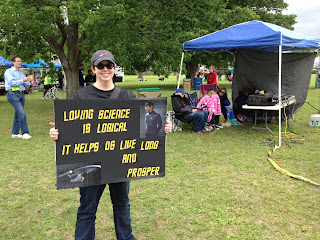 LOVING SCIENCE
IS LOGICAL
IT HELPS US LIVE LONG
AND
PROSPER